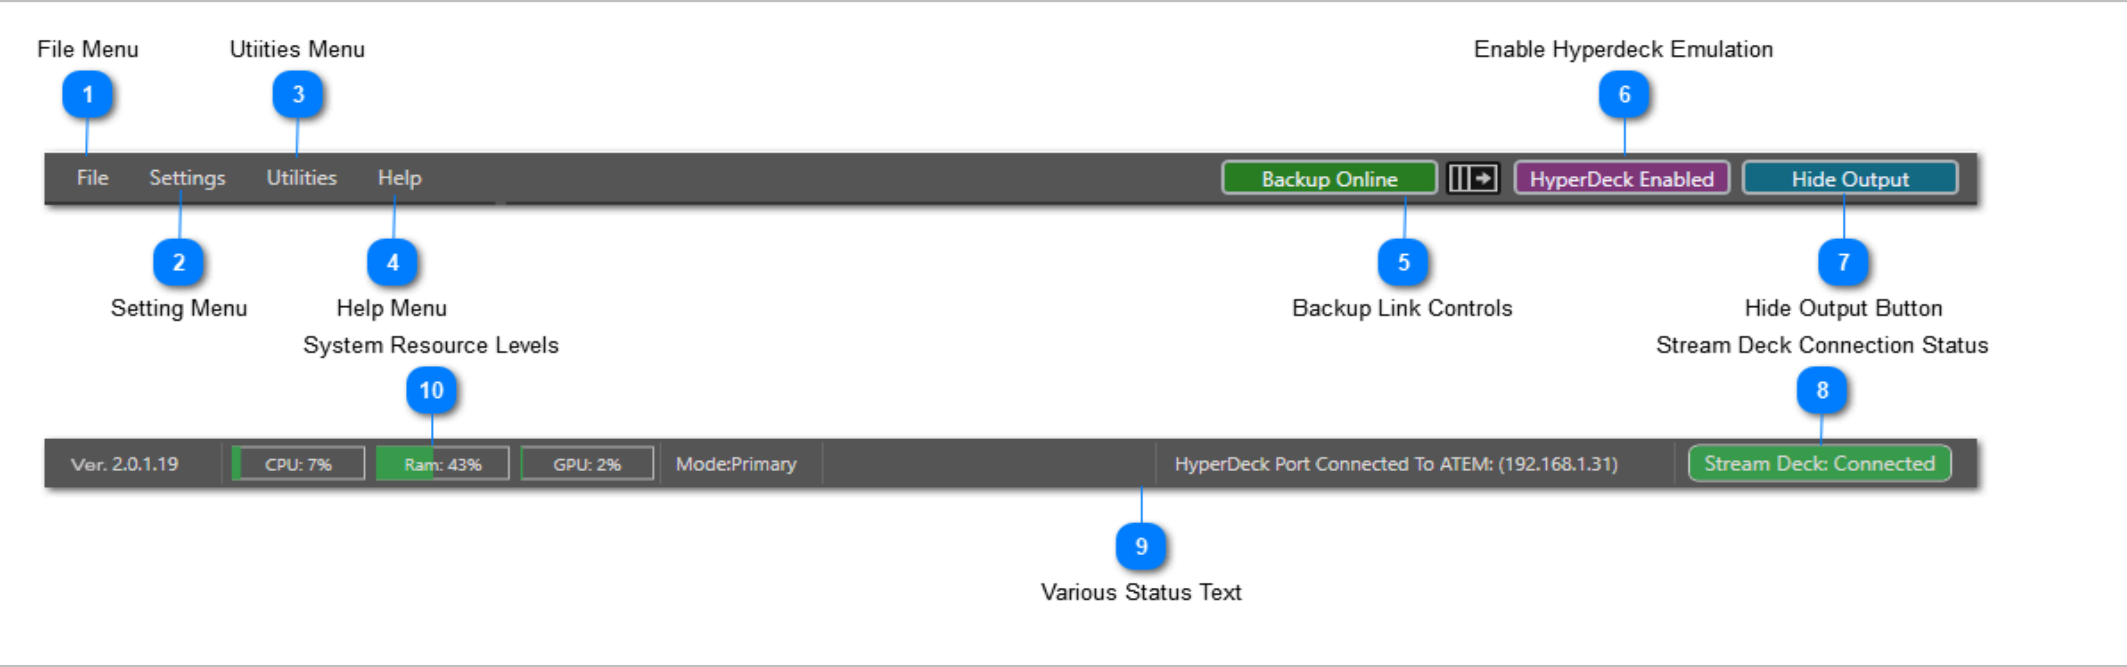 File Menu
Utiities Menu
Enable Hyperdeck Emulation
1
3
6
File Settings Utilities Help Backup Online HyperDeck Enabled Hide Output
2
4
5
7
Setting Menu
Help Menu
Backup Link Controls
Hide Output Button
System Resource Levels
Stream Deck Connection Status
10
8
Ver. 2.0.1.19 CPU: 7% Ram: 43% GPU: 2% Mode:Primary HyperDeck Port Connected To ATEM: (192.168.1.31) Stream Deck: Connected
9
Various Status Text